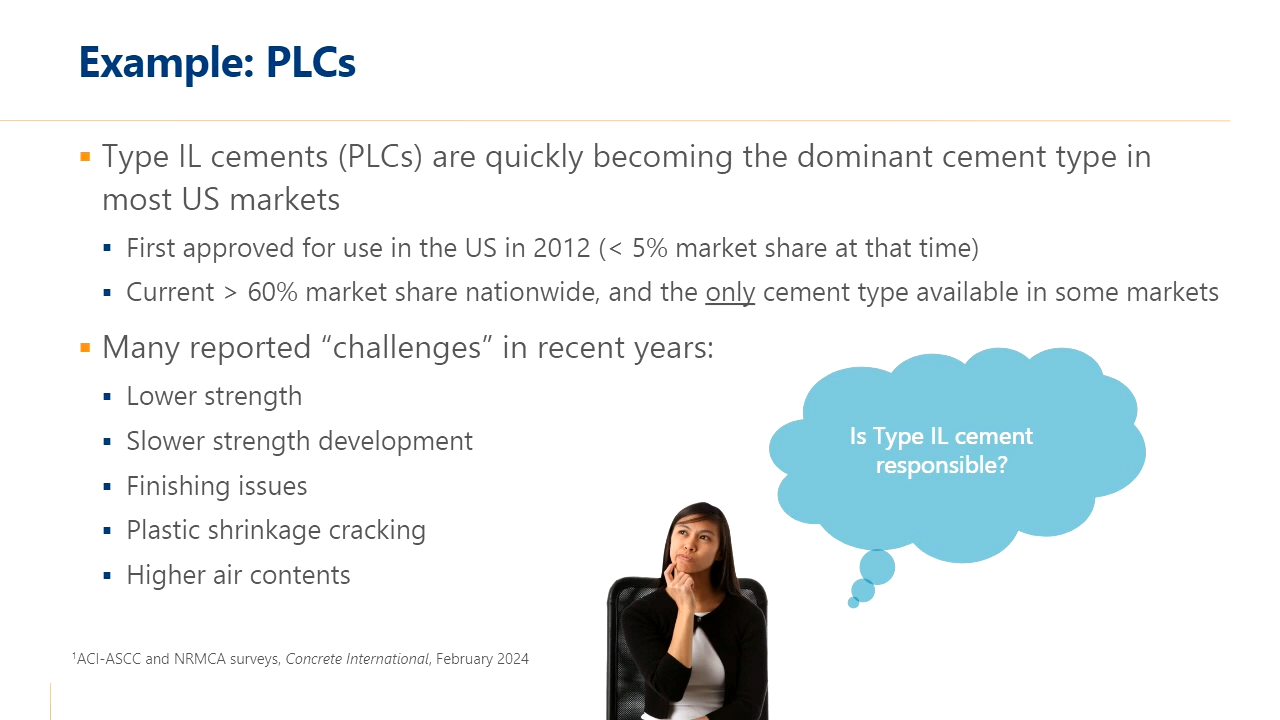 Example: PLCs
▪ Type IL cements (PLCs) are quickly becoming the dominant cement type in
most US markets
▪ First approved for use in the US in 2012 (< 5% market share at that time)
▪ Current > 60% market share nationwide, and the only cement type available in some markets
▪ Many reported “challenges” in recent years:
▪ Lower strength
▪ Slower strength development
▪ Finishing issues
▪ Plastic shrinkage cracking
▪ Higher air contents
Is Type IL cement
responsible?
¹ACI-ASCC and NRMCA surveys, Concrete International, February 2024